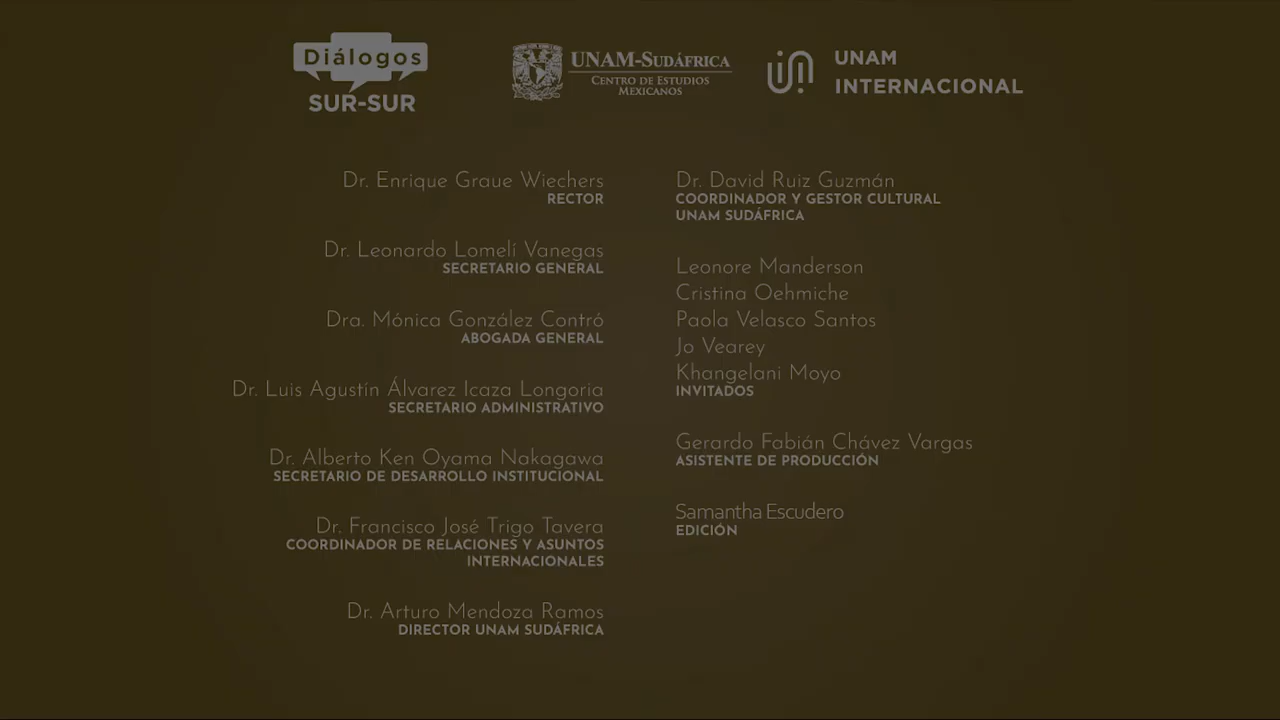 Diálogos
SUR-SUR
UNAM-SUDÁFRICA
CENTRO DE ESTUDIOS
MEXICANOS
UNAM
INTERNACIONAL
Dr. Enrique Graue Wiechers
RECTOR
Dr. Leonardo Lomelí Vanegas
SECRETARIO GENERAL
Dra. Mónica González Contró
ABOGADA GENERAL
Dr. Luis Agustín Álvarez Icaza Longoria
SECRETARIO ADMINISTRATIVO
Dr. Alberto Ken Oyama Nakagawa
SECRETARIO DE DESARROLLO INSTITUCIONAL
Dr. Francisco José Trigo Tavera
COORDINADOR DE RELACIONES Y ASUNTOS
INTERNACIONALES
Dr. Arturo Mendoza Ramos
DIRECTOR UNAM SUDÁFRICA
Dr. David Ruiz Guzmán
COORDINADOR Y GESTOR CULTURAL
UNAM SUDÁFRICA
Leonore Manderson
Cristina Oehmiche
Paola Velasco Santos
Jo Vearey
Khangelani Moyo
INVITADOS
Gerardo Fabián Chávez Vargas
ASISTENTE DE PRODUCCIÓN
Samantha Escudero
EDICIÓN